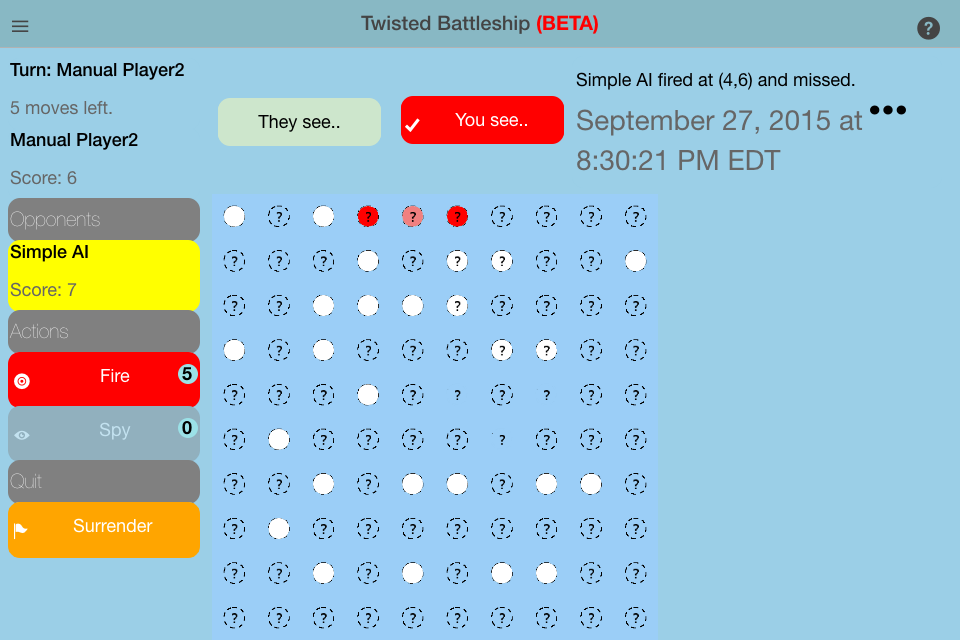 Twisted Battleship (BETA)
?
Turn: Manual Player2
5 moves left.
Manual Player2
Score: 6
Opponents
Simple AI
Score: 7
Actions
Fire 5
Spy 0
Quit
Surrender
They see..
You see..
Simple AI fired at (4,6) and missed.
September 27, 2015 at
8:30:21 PM EDT
? ? ? ? ? ? ? ?
? ? ? ? ? ? ? ?
? ? ? ? ? ? ?
? ? ? ? ? ? ? ?
? ? ? ? ? ? ? ? ?
? ? ? ? ? ? ? ? ?
? ? ? ? ?
? ? ? ? ? ? ? ? ?
? ? ? ? ? ?
? ? ? ? ? ? ? ? ? ?